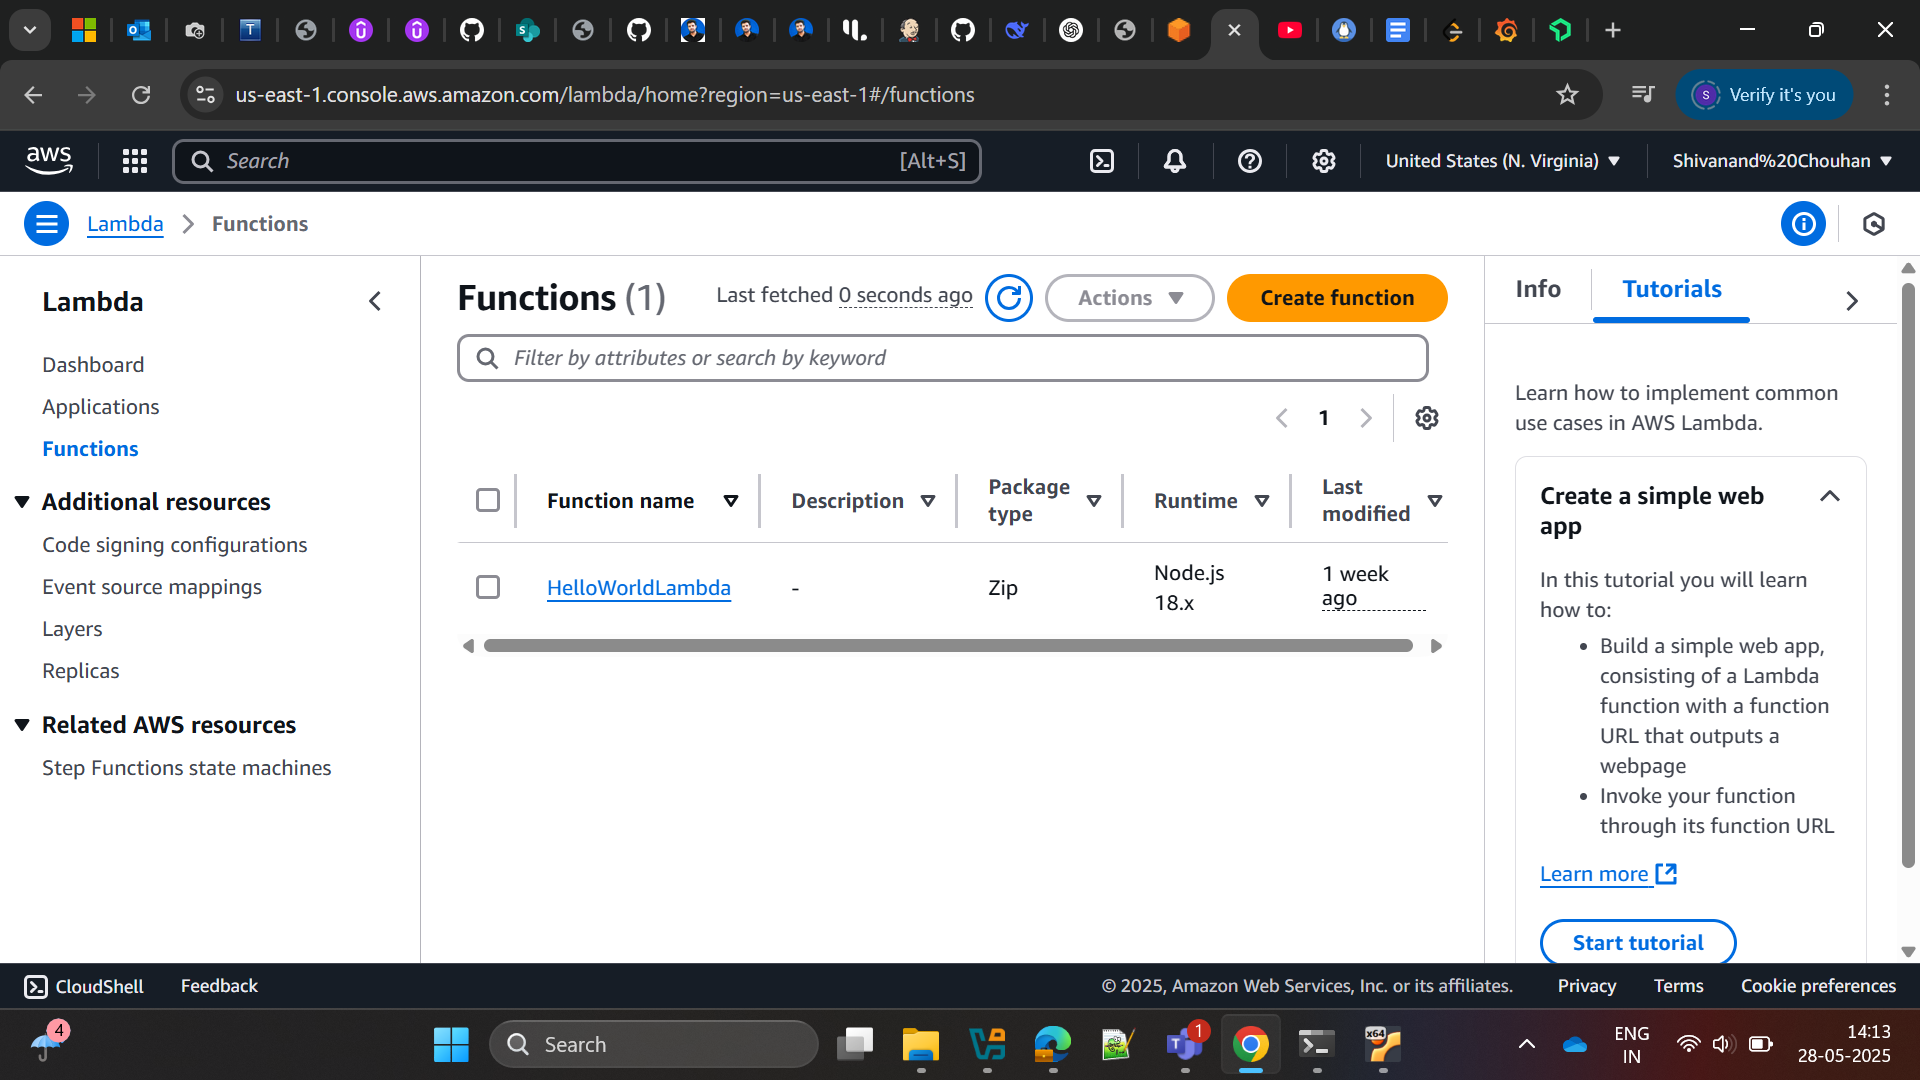 us-east-1.console.aws.amazon.com/lambda/home?region=us-east-1#/functions
S
Verify it's you
aws
Search
[Alt+S]
United States (N. Virginia)
Shivanand%20Chouhan
Lambda
Functions
Lambda
Dashboard
Applications
Functions
Additional resources
Code signing configurations
Event source mappings
Layers
Replicas
Related AWS resources
Step Functions state machines
Functions (1)
Last fetched 0 seconds ago
Actions
Create function
Filter by attributes or search by keyword
1
Function name
Description
Package
type
Runtime
Last
modified
HelloWorldLambda
-
Zip
Node.js
18.x
1 week
ago
Info
Tutorials
Learn how to implement common
use cases in AWS Lambda.
Create a simple web
app
In this tutorial you will learn
how to:
• Build a simple web app,
consisting of a Lambda
function with a function
URL that outputs a
webpage
• Invoke your function
through its function URL
Learn more
Start tutorial
CloudShell
Feedback
© 2025, Amazon Web Services, Inc. or its affiliates.
Privacy
Terms
Cookie preferences
4
Search
1
x64
ENG
IN
14:13
28-05-2025